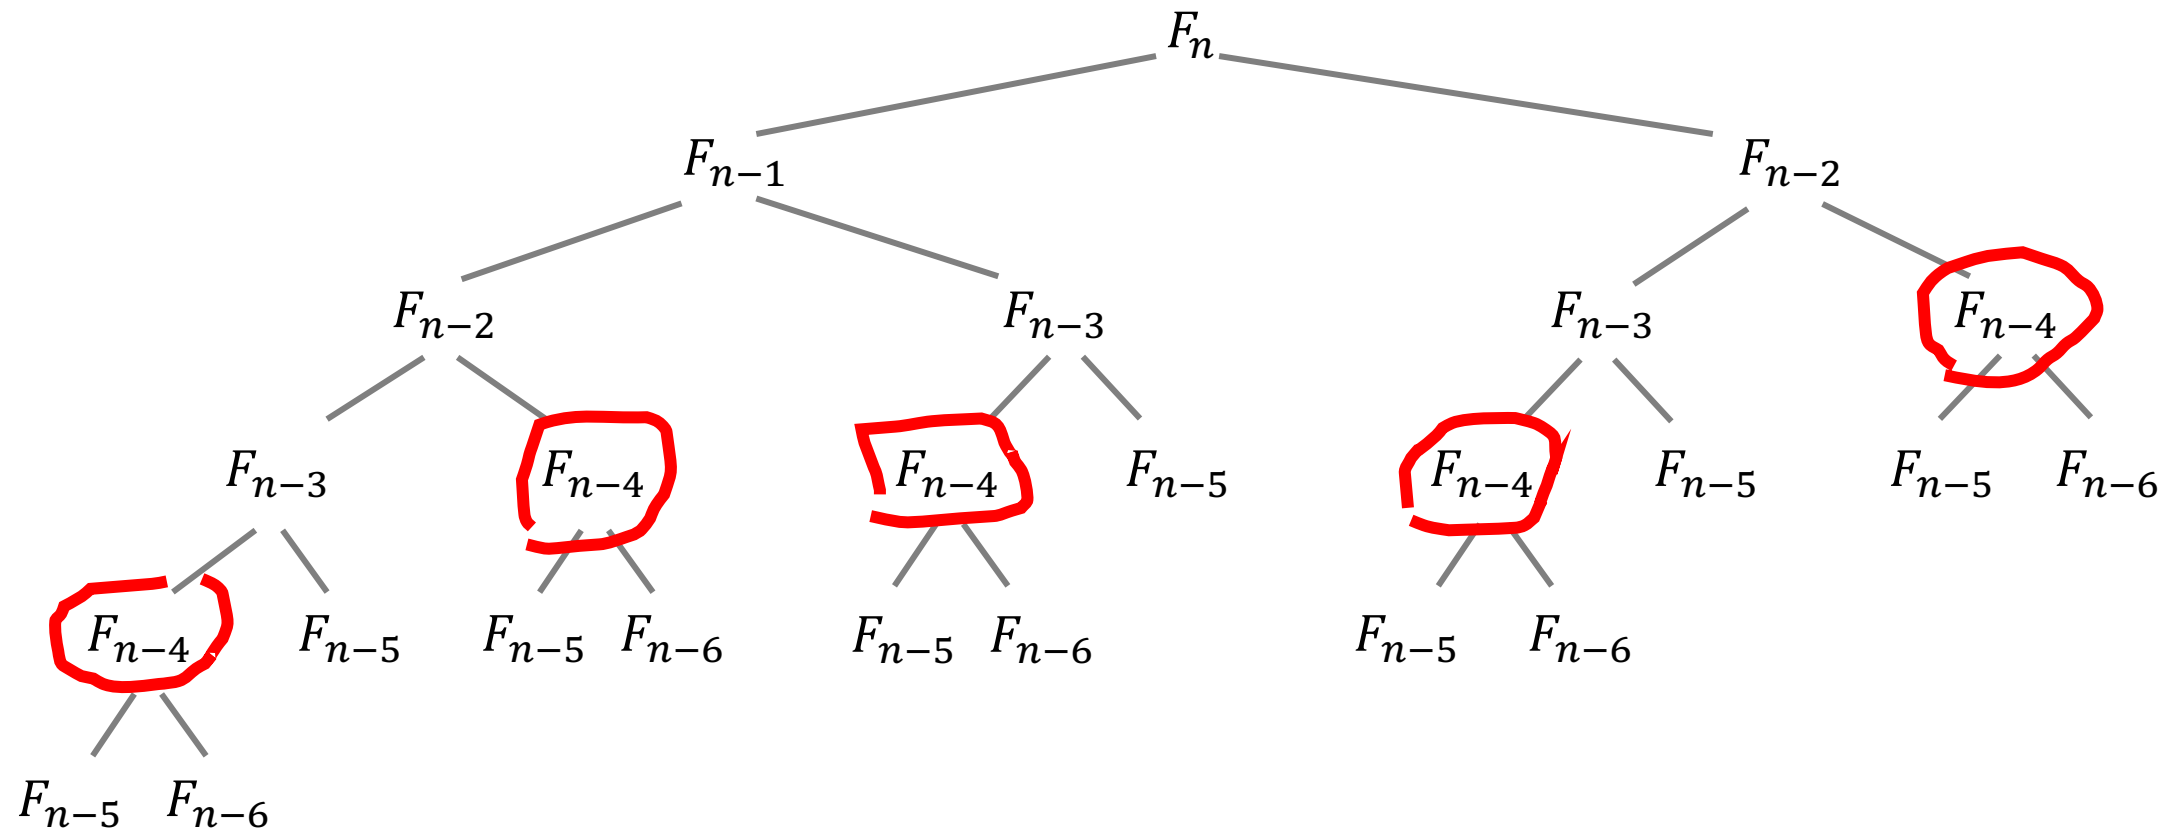 Fₙ
Fₙ₋₁ Fₙ₋₂
Fₙ₋₂ Fₙ₋₃ Fₙ₋₃ Fₙ₋₄
Fₙ₋₃ Fₙ₋₄ Fₙ₋₄ Fₙ₋₅ Fₙ₋₄ Fₙ₋₅ Fₙ₋₅ Fₙ₋₆
Fₙ₋₄ Fₙ₋₅ Fₙ₋₅ Fₙ₋₆ Fₙ₋₅ Fₙ₋₆ Fₙ₋₅ Fₙ₋₆
Fₙ₋₅ Fₙ₋₆